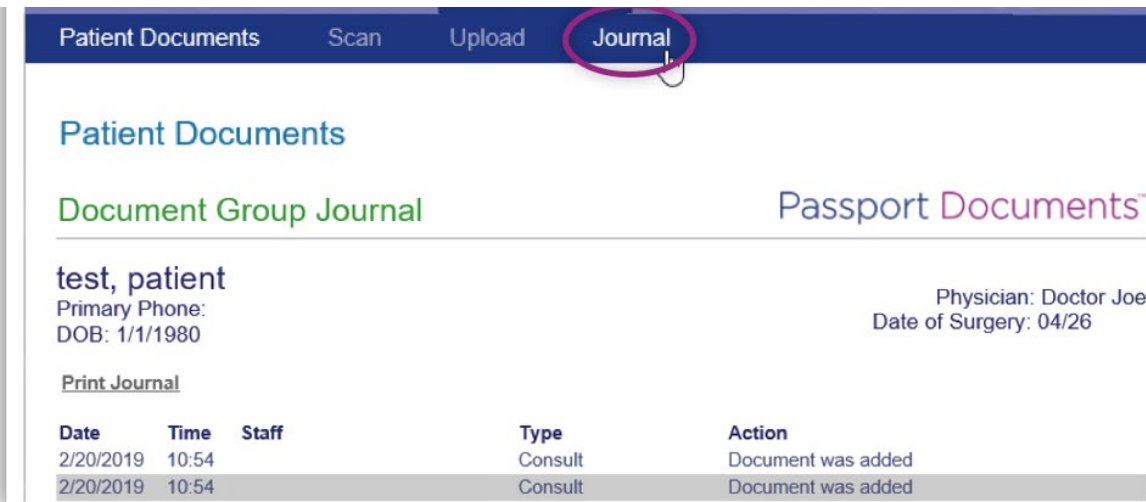 Patient Documents Scan Upload Journal
Patient Documents
Document Group Journal
Passport Documents™
test, patient
Primary Phone:
DOB: 1/1/1980
Physician: Doctor Joe
Date of Surgery: 04/26
Print Journal
Date Time Staff Type Action
2/20/2019 10:54 Consult Document was added
2/20/2019 10:54 Consult Document was added